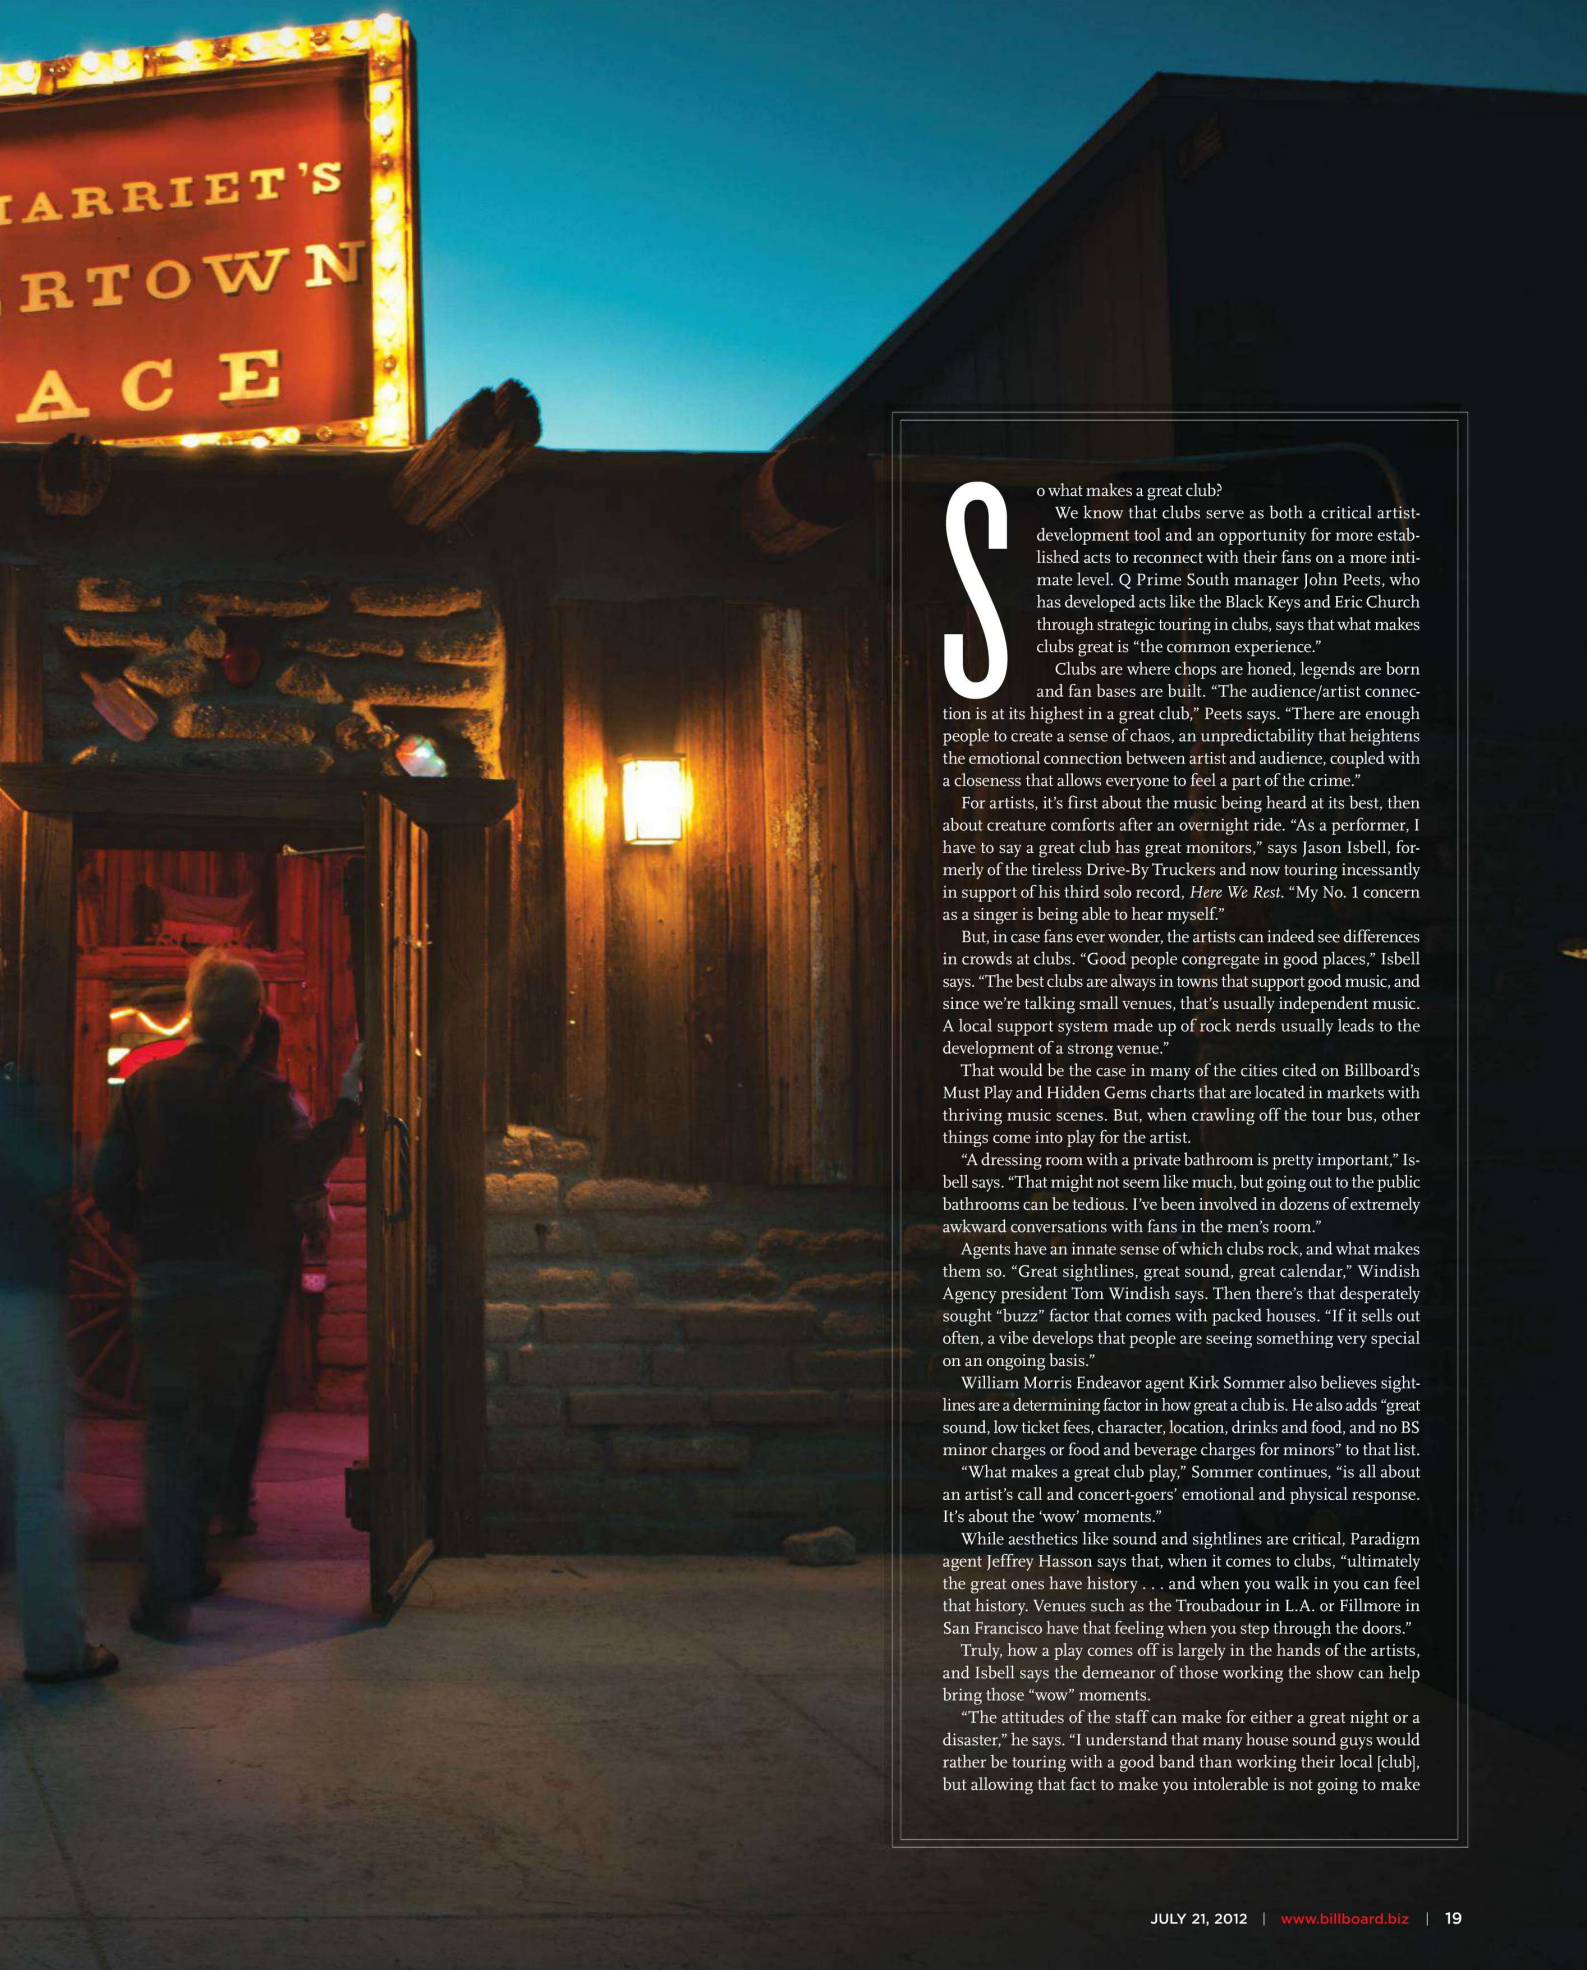 HARRIET'S
RTOWN
ACE
So what makes a great club?
We know that clubs serve as both a critical artist-
development tool and an opportunity for more estab-
lished acts to reconnect with their fans on a more inti-
mate level. Q Prime South manager John Peets, who
has developed acts like the Black Keys and Eric Church
through strategic touring in clubs, says that what makes
clubs great is “the common experience.”
Clubs are where chops are honed, legends are born
and fan bases are built. “The audience/artist connec-
tion is at its highest in a great club,” Peets says. “There are enough
people to create a sense of chaos, an unpredictability that heightens
the emotional connection between artist and audience, coupled with
a closeness that allows everyone to feel a part of the crime.”
For artists, it’s first about the music being heard at its best, then
about creature comforts after an overnight ride. “As a performer, I
have to say a great club has great monitors,” says Jason Isbell, for-
merly of the tireless Drive-By Truckers and now touring incessantly
in support of his third solo record, Here We Rest. “My No. 1 concern
as a singer is being able to hear myself.”
But, in case fans ever wonder, the artists can indeed see differences
in crowds at clubs. “Good people congregate in good places,” Isbell
says. “The best clubs are always in towns that support good music, and
since we’re talking small venues, that’s usually independent music.
A local support system made up of rock nerds usually leads to the
development of a strong venue.”
That would be the case in many of the cities cited on Billboard’s
Must Play and Hidden Gems charts that are located in markets with
thriving music scenes. But, when crawling off the tour bus, other
things come into play for the artist.
“A dressing room with a private bathroom is pretty important,” Is-
bell says. “That might not seem like much, but going out to the public
bathrooms can be tedious. I’ve been involved in dozens of extremely
awkward conversations with fans in the men’s room.”
Agents have an innate sense of which clubs rock, and what makes
them so. “Great sightlines, great sound, great calendar,” Windish
Agency president Tom Windish says. Then there’s that desperately
sought “buzz” factor that comes with packed houses. “If it sells out
often, a vibe develops that people are seeing something very special
on an ongoing basis.”
William Morris Endeavor agent Kirk Sommer also believes sight-
lines are a determining factor in how great a club is. He also adds “great
sound, low ticket fees, character, location, drinks and food, and no BS
minor charges or food and beverage charges for minors” to that list.
“What makes a great club play,” Sommer continues, “is all about
an artist’s call and concert-goers’ emotional and physical response.
It’s about the ‘wow’ moments.”
While aesthetics like sound and sightlines are critical, Paradigm
agent Jeffrey Hasson says that, when it comes to clubs, “ultimately
the great ones have history . . . and when you walk in you can feel
that history. Venues such as the Troubadour in L.A. or Fillmore in
San Francisco have that feeling when you step through the doors.”
Truly, how a play comes off is largely in the hands of the artists,
and Isbell says the demeanor of those working the show can help
bring those “wow” moments.
“The attitudes of the staff can make for either a great night or a
disaster,” he says. “I understand that many house sound guys would
rather be touring with a good band than working their local [club],
but allowing that fact to make you intolerable is not going to make
JULY 21, 2012 | www.billboard.biz | 19